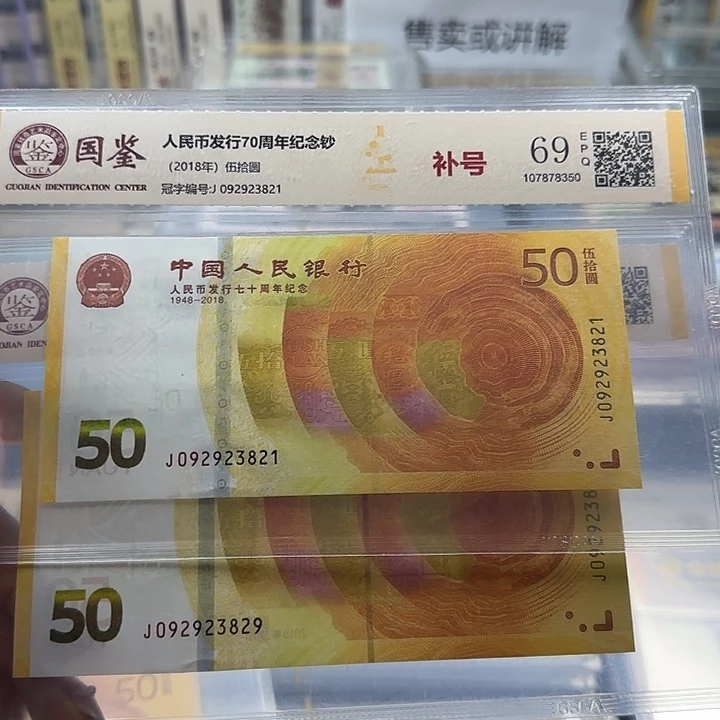 售卖或讲解
国鉴
GSCA
GUOJIAN IDENTIFICATION CENTER
人民币发行70周年纪念钞
（2018年）伍拾圆
冠字编号:J 092923821
补号
69
EPQ
107878350
中国人民银行
人民币发行七十周年纪念
1948-2018
50
伍拾圆
J092923821
50
J092923821
GSCA
50
J092923829